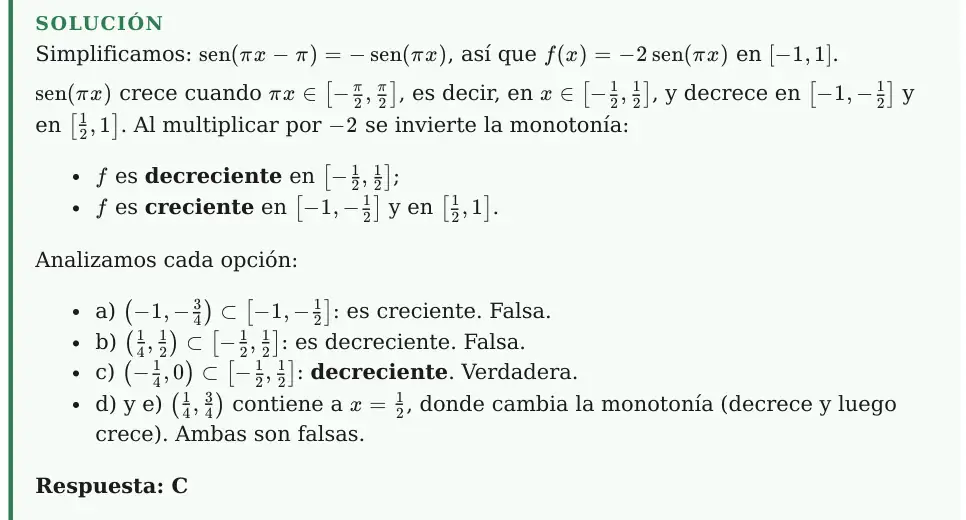 SOLUCIÓN
Simplificamos: sen(πx − π) = − sen(πx), así que f(x) = −2 sen(πx) en [−1, 1].
sen(πx) crece cuando πx ∈ [−π/2, π/2], es decir, en x ∈ [−1/2, 1/2], y decrece en [−1, −1/2] y
en [1/2, 1]. Al multiplicar por −2 se invierte la monotonía:
• f es decreciente en [−1/2, 1/2];
• f es creciente en [−1, −1/2] y en [1/2, 1].
Analizamos cada opción:
• a) (−1, −3/4) ⊂ [−1, −1/2]: es creciente. Falsa.
• b) (1/4, 1/2) ⊂ [−1/2, 1/2]: es decreciente. Falsa.
• c) (−1/4, 0) ⊂ [−1/2, 1/2]: decreciente. Verdadera.
• d) y e) (1/4, 3/4) contiene a x = 1/2, donde cambia la monotonía (decrece y luego
crece). Ambas son falsas.
Respuesta: C